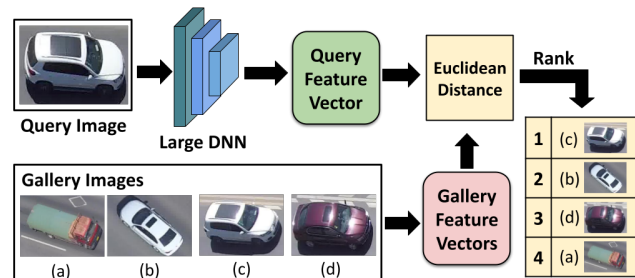 Query Image
Large DNN
Query
Feature
Vector
Euclidean
Distance
Rank
Gallery Images
(a)
(b)
(c)
(d)
Gallery
Feature
Vectors
1 (c)
2 (b)
3 (d)
4 (a)